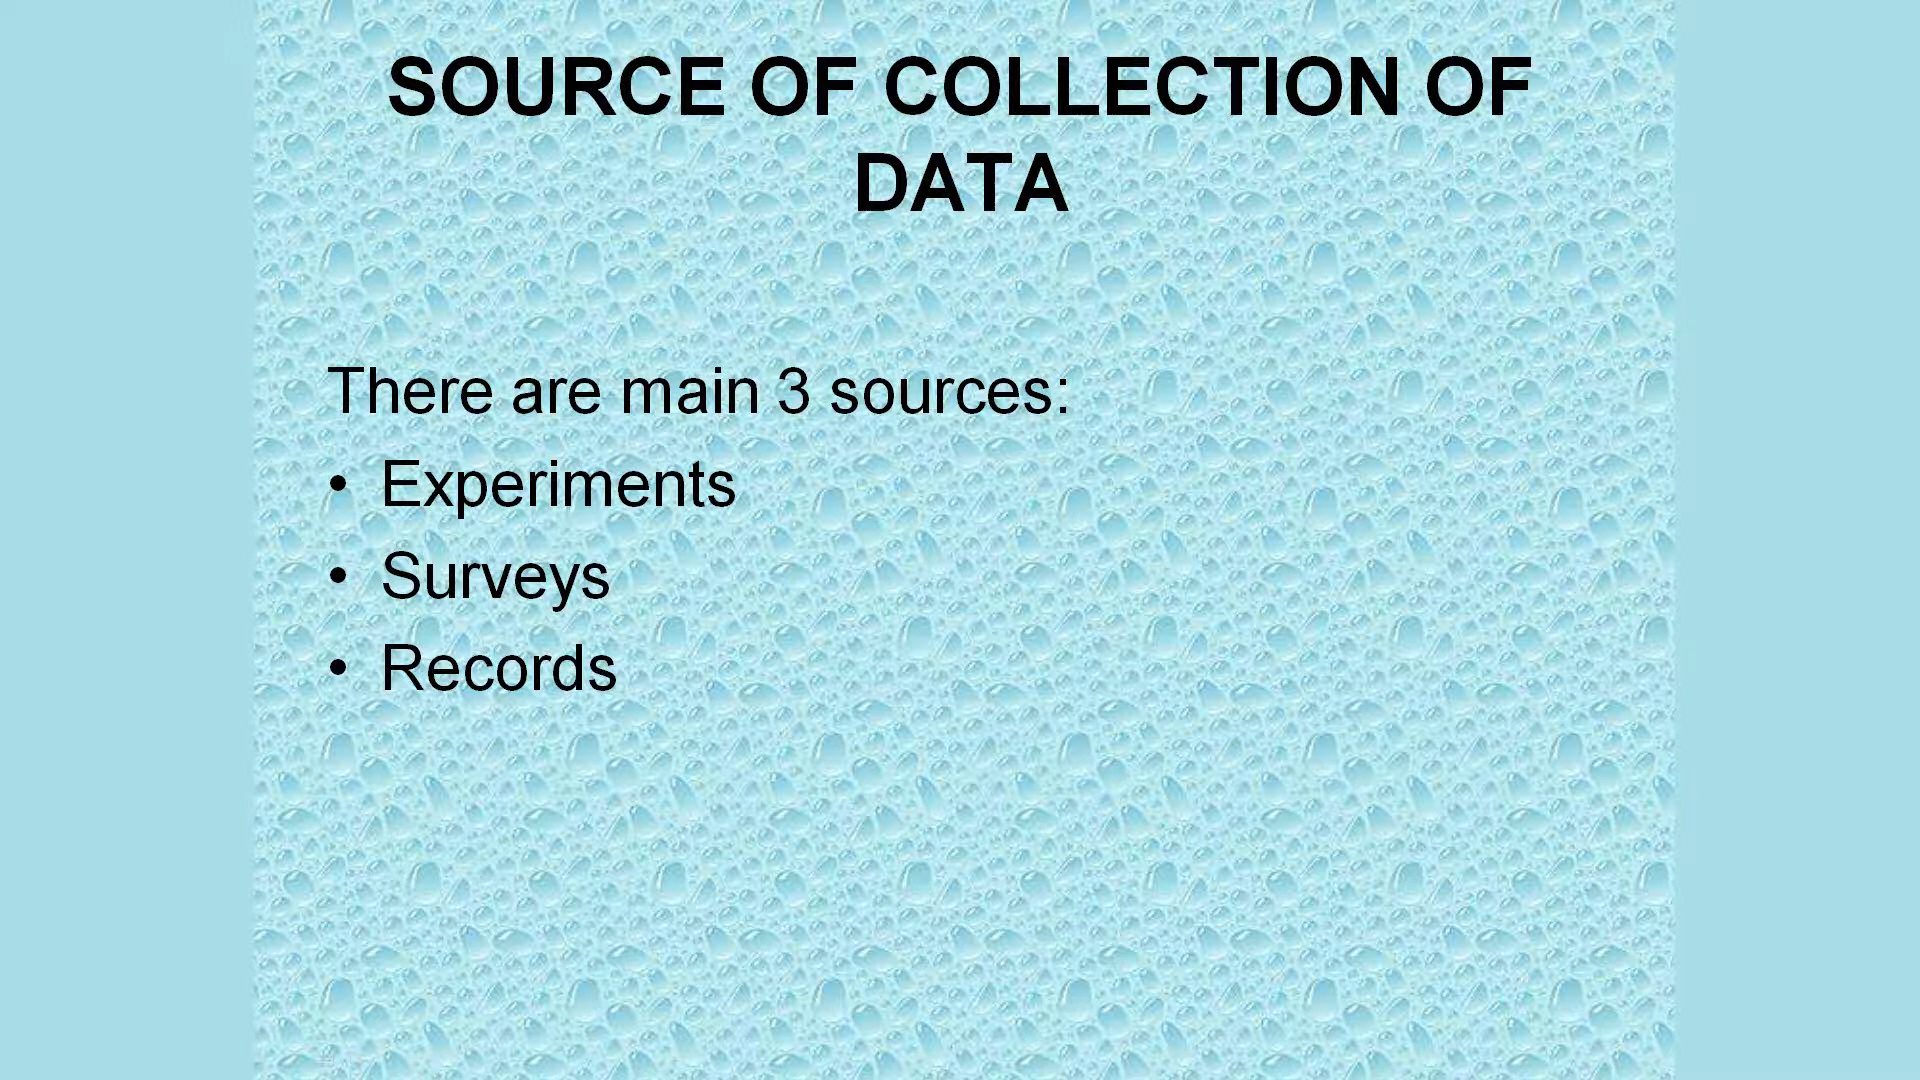 SOURCE OF COLLECTION OF
DATA
There are main 3 sources:
• Experiments
• Surveys
• Records